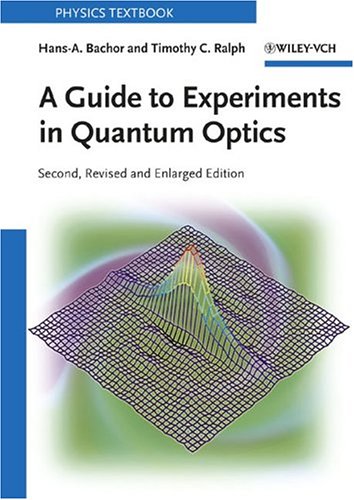 PHYSICS TEXTBOOK
Hans-A. Bachor and Timothy C. Ralph
WILEY-VCH
A Guide to Experiments
in Quantum Optics
Second, Revised and Enlarged Edition